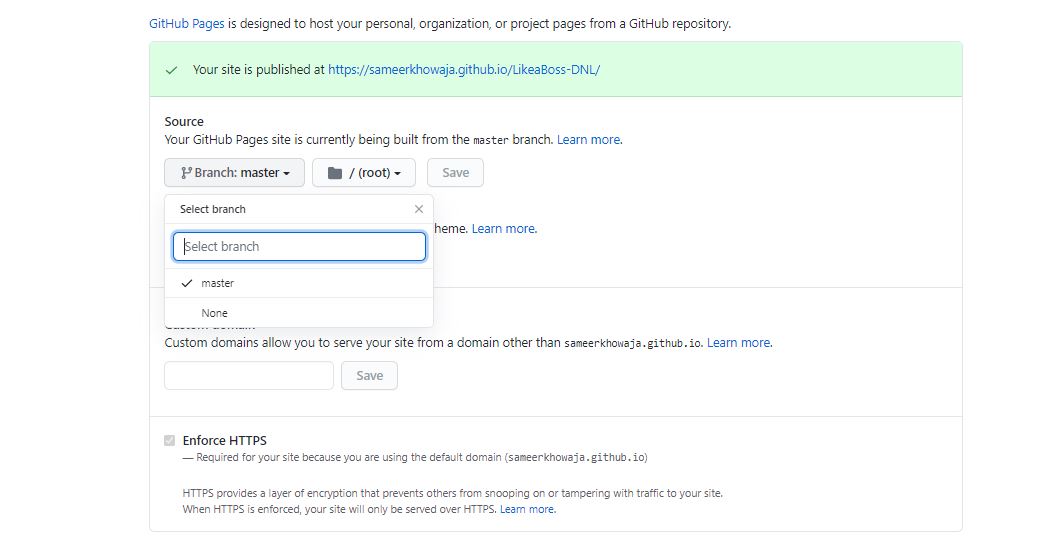 GitHub Pages is designed to host your personal, organization, or project pages from a GitHub repository.
Your site is published at https://sameerkhowaja.github.io/LikeaBoss-DNL/
Source
Your GitHub Pages site is currently being built from the master branch. Learn more.
Branch: master / (root) Save
Select branch
heme. Learn more.
Select branch
master
None
Custom domain
Custom domains allow you to serve your site from a domain other than sameerkhowaja.github.io. Learn more.
Save
Enforce HTTPS
— Required for your site because you are using the default domain (sameerkhowaja.github.io)
HTTPS provides a layer of encryption that prevents others from snooping on or tampering with traffic to your site.
When HTTPS is enforced, your site will only be served over HTTPS. Learn more.